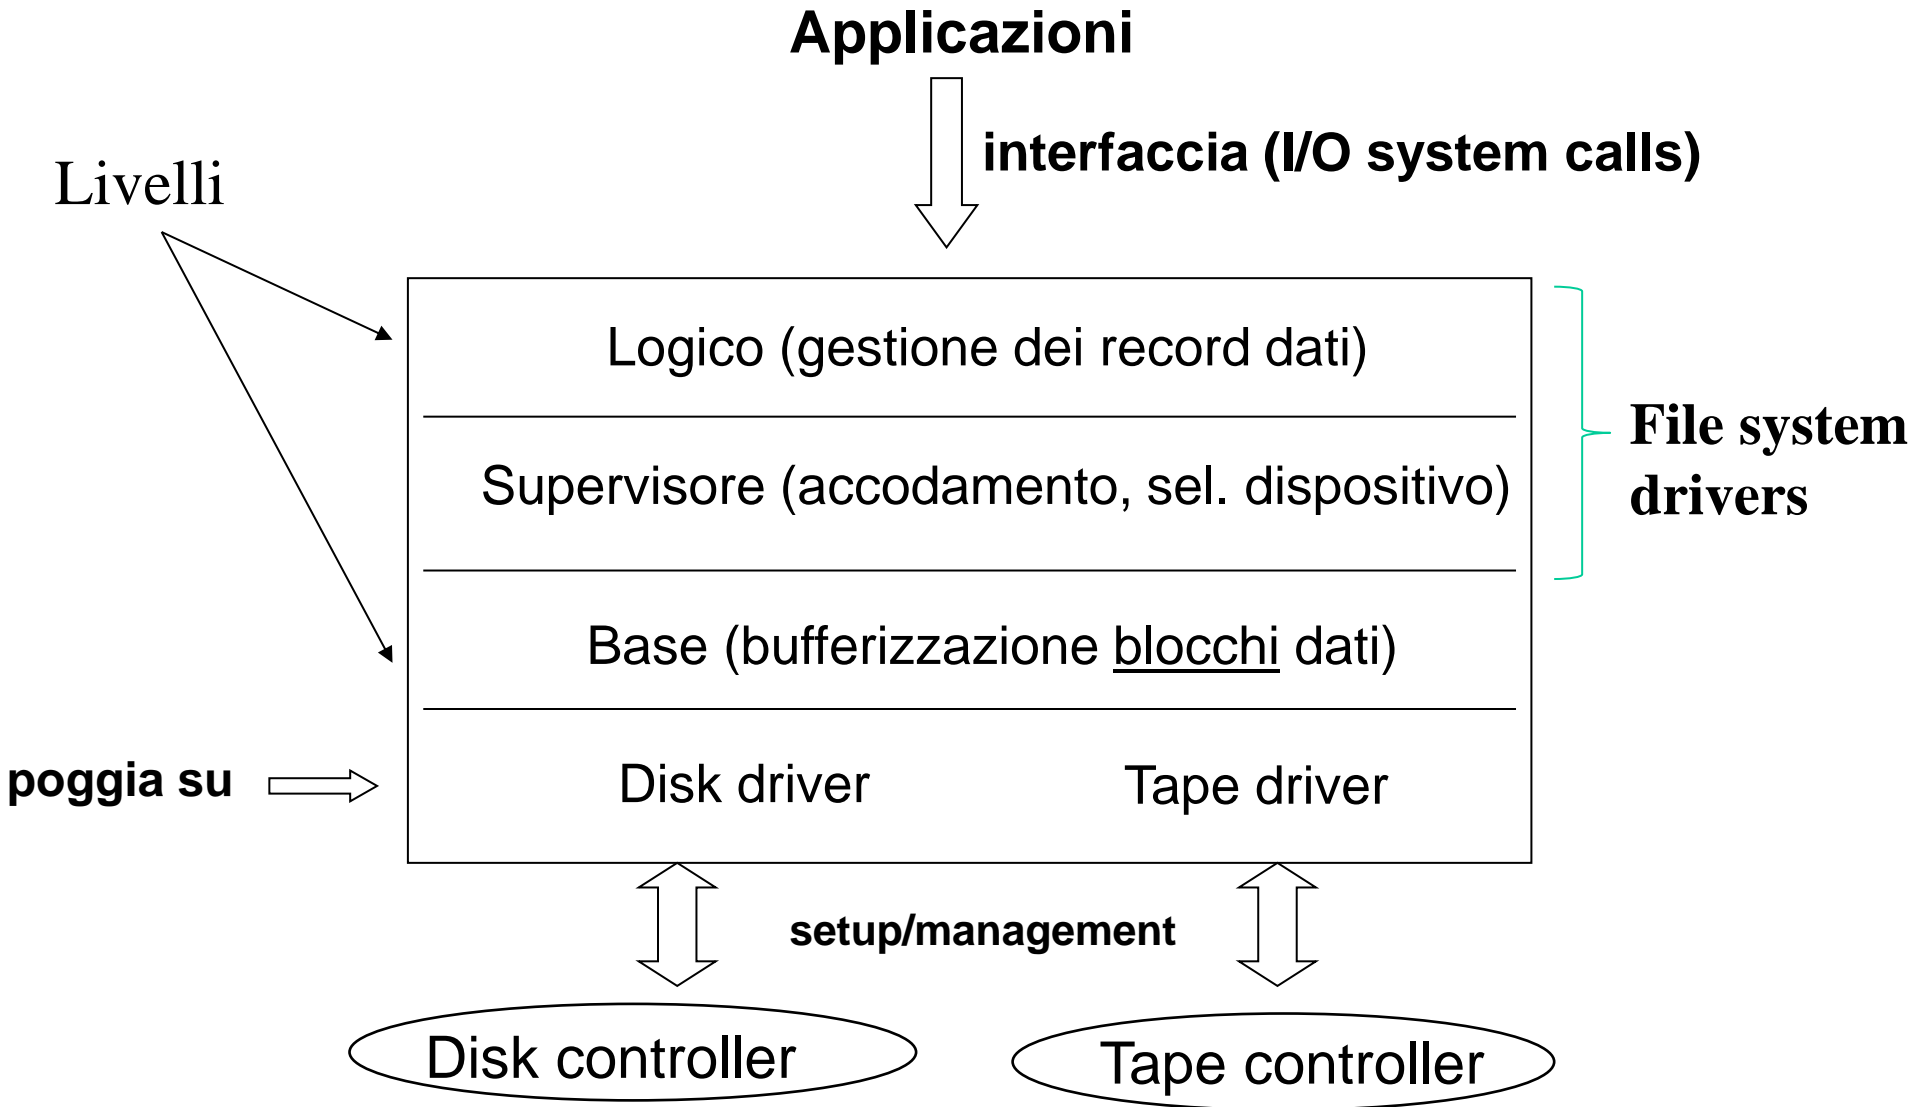 Applicazioni
interfaccia (I/O system calls)
Livelli
Logico (gestione dei record dati)
Supervisore (accodamento, sel. dispositivo)
File system
drivers
Base (bufferizzazione blocchi dati)
poggia su
Disk driver
Tape driver
setup/management
Disk controller
Tape controller